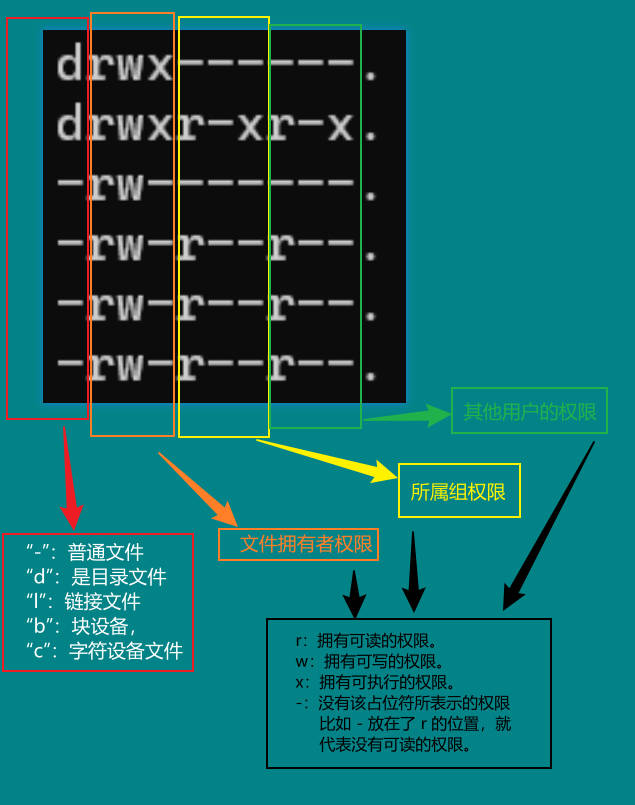 drwx------.
drwxr-xr-x.
-rw-------.
-rw-r--r--.
-rw-r--r--.
-rw-r--r--.
其他用户的权限
所属组权限
文件拥有者权限
“-”：普通文件
“d”：是目录文件
“l”：链接文件
“b”：块设备，
“c”：字符设备文件
r：拥有可读的权限。
w：拥有可写的权限。
x：拥有可执行的权限。
-：没有该占位符所表示的权限
比如 - 放在了 r 的位置，就
代表没有可读的权限。